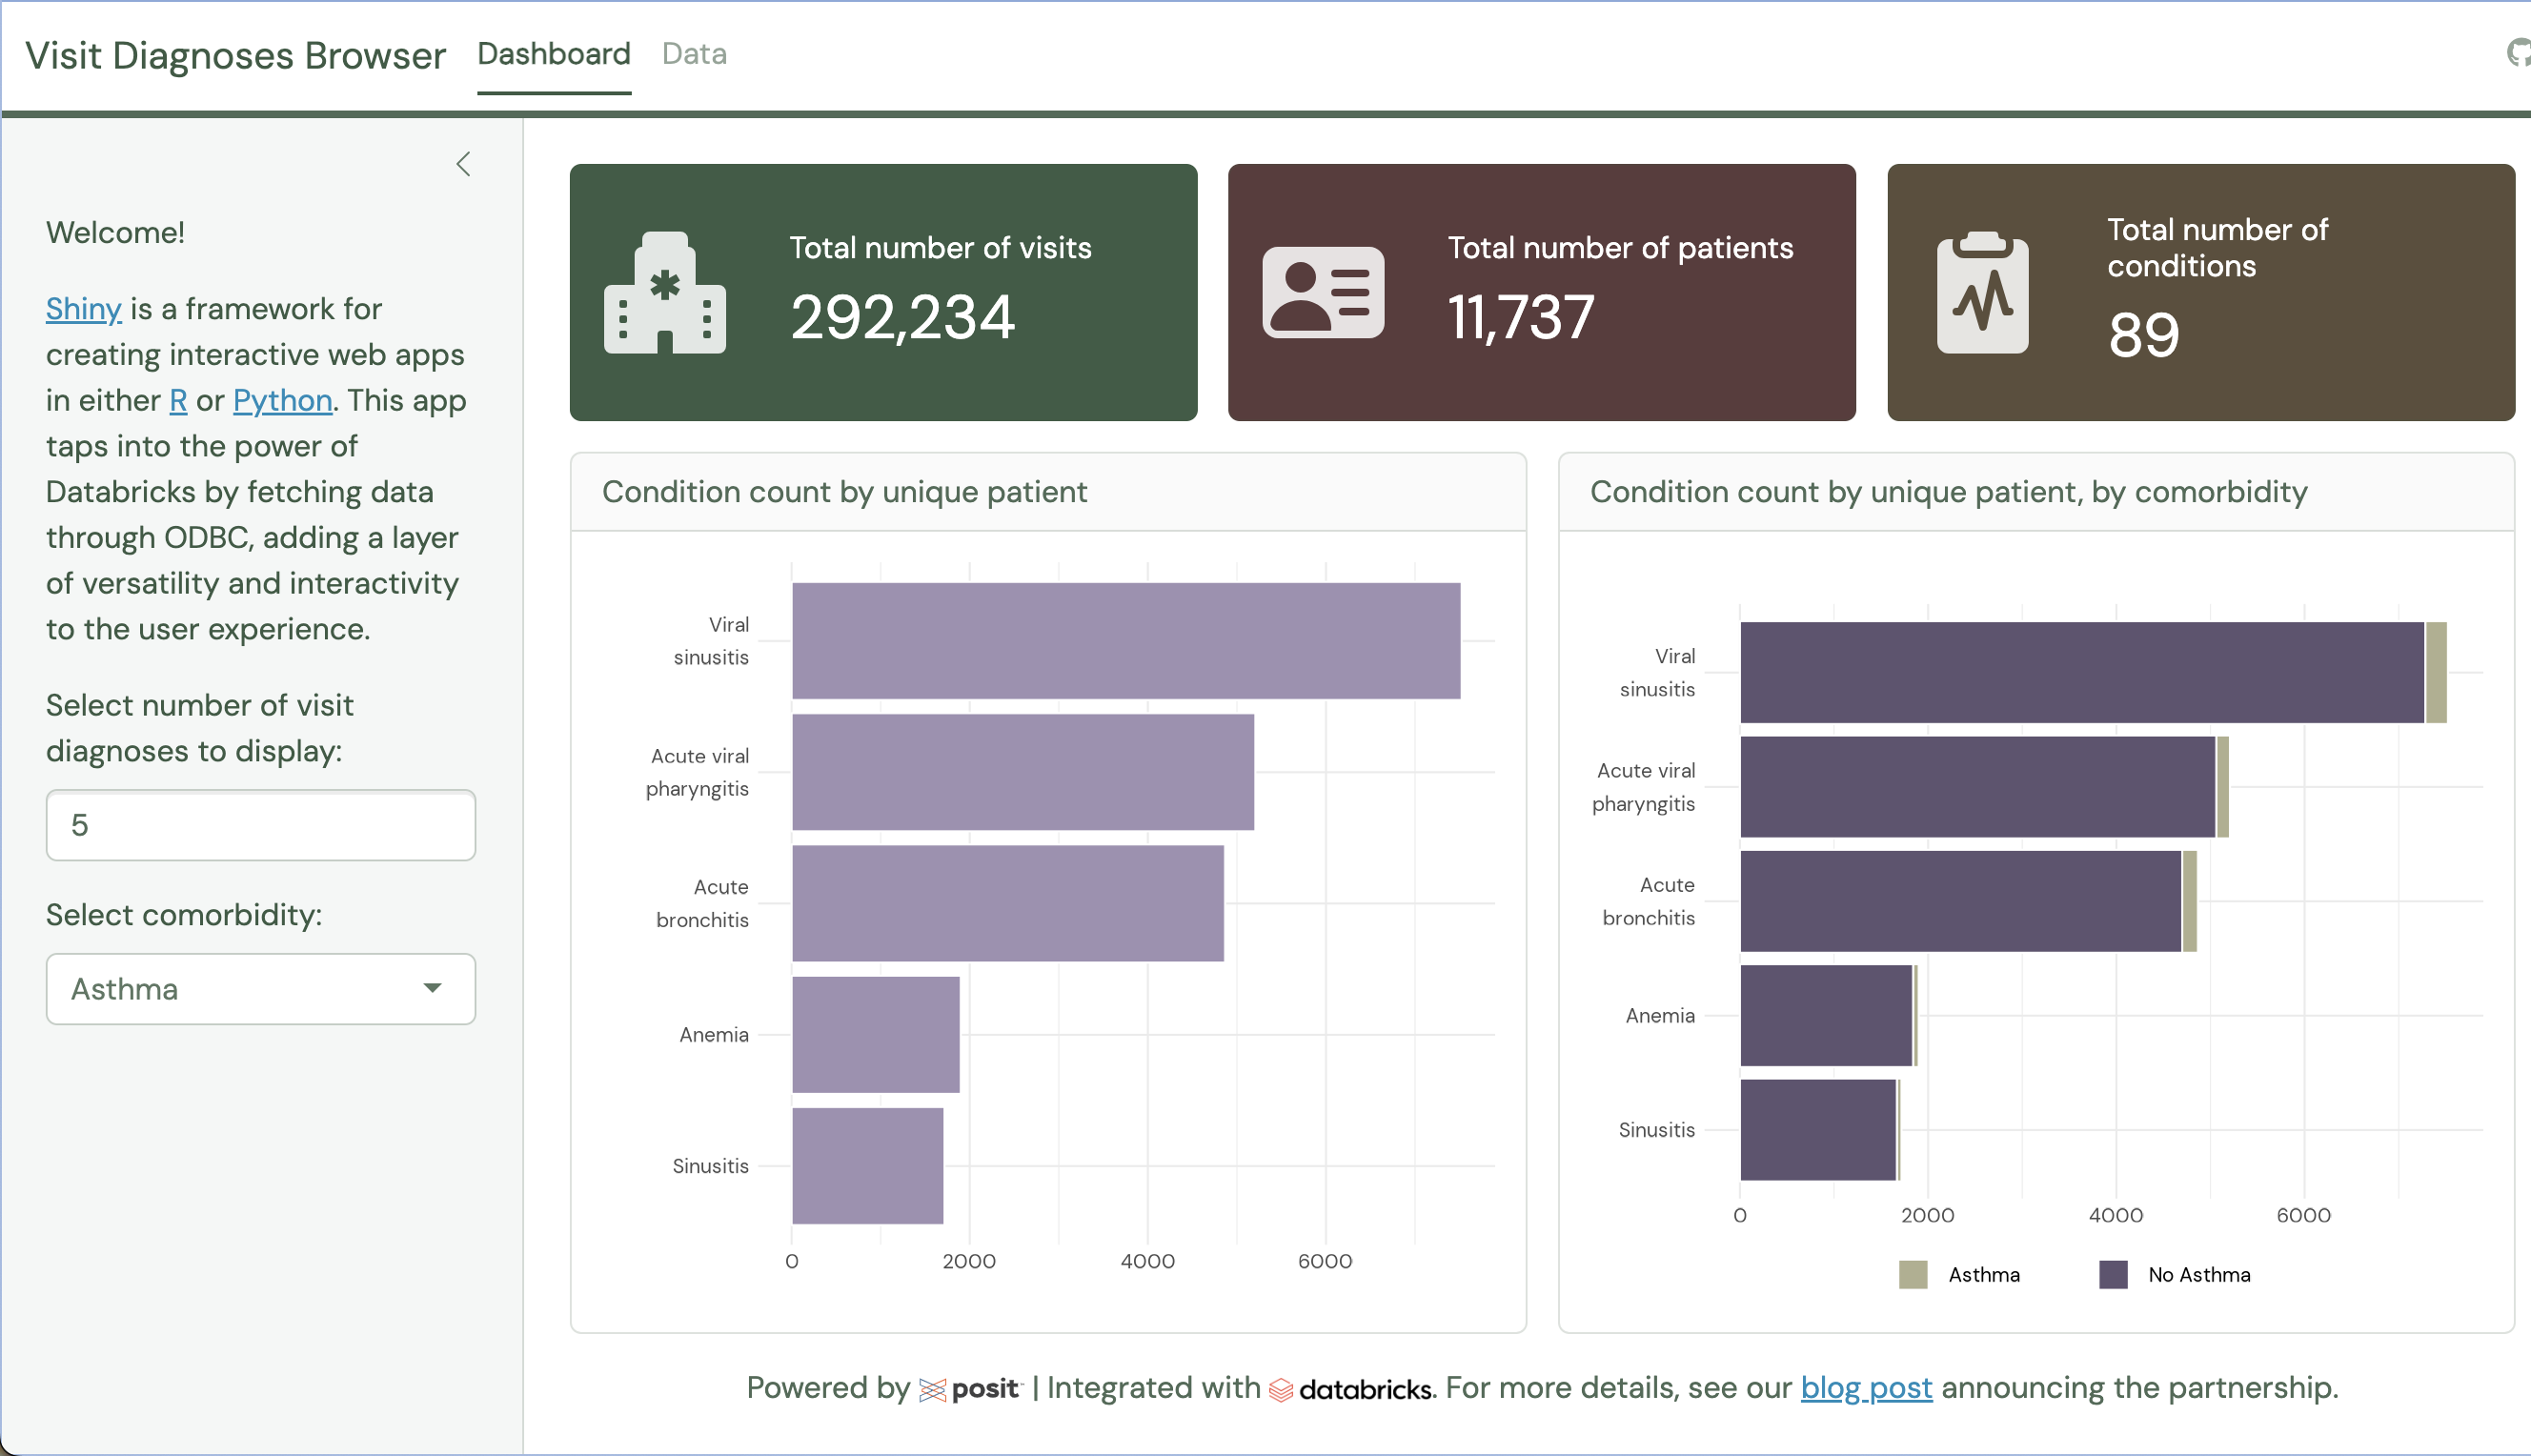 Visit Diagnoses Browser
Dashboard
Data
Welcome!
Shiny is a framework for
creating interactive web apps
in either R or Python. This app
taps into the power of
Databricks by fetching data
through ODBC, adding a layer
of versatility and interactivity
to the user experience.
Select number of visit
diagnoses to display:
5
Select comorbidity:
Asthma
Total number of visits
292,234
Total number of patients
11,737
Total number of
conditions
89
Condition count by unique patient
Viral
sinusitis
Acute viral
pharyngitis
Acute
bronchitis
Anemia
Sinusitis
0
2000
4000
6000
Condition count by unique patient, by comorbidity
Viral
sinusitis
Acute viral
pharyngitis
Acute
bronchitis
Anemia
Sinusitis
0
2000
4000
6000
Asthma
No Asthma
Powered by posit | Integrated with databricks. For more details, see our blog post announcing the partnership.